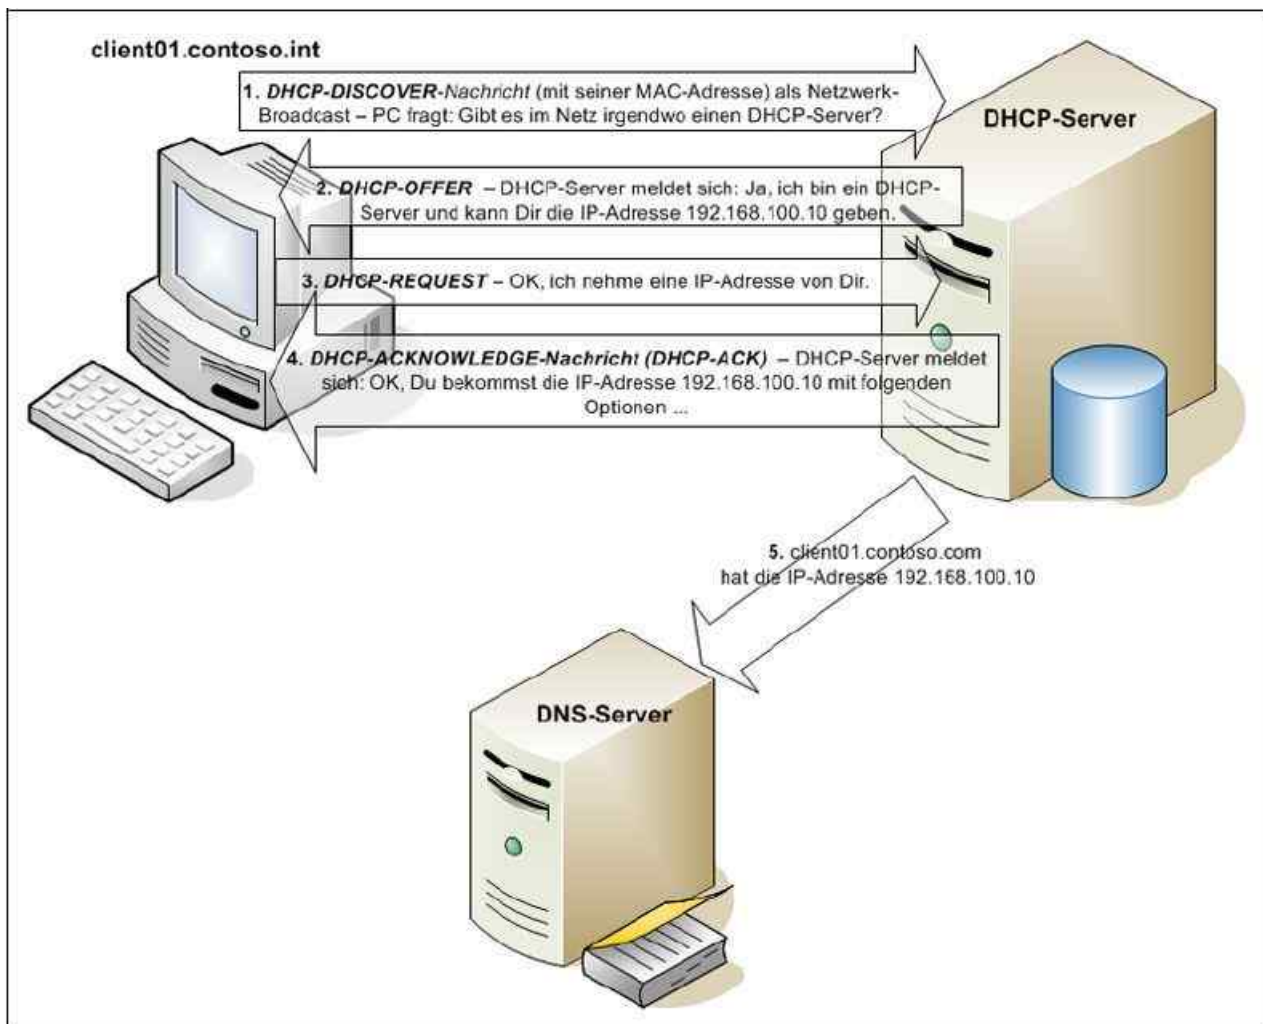 client01.contoso.int
1. DHCP-DISCOVER-Nachricht (mit seiner MAC-Adresse) als Netzwerk-
Broadcast – PC fragt: Gibt es im Netz irgendwo einen DHCP-Server?
DHCP-Server
2. DHCP-OFFER – DHCP-Server meldet sich: Ja, ich bin ein DHCP-
Server und kann Dir die IP-Adresse 192.168.100.10 geben.
3. DHCP-REQUEST – OK, ich nehme eine IP-Adresse von Dir.
4. DHCP-ACKNOWLEDGE-Nachricht (DHCP-ACK) – DHCP-Server meldet
sich: OK, Du bekommst die IP-Adresse 192.168.100.10 mit folgenden
Optionen ...
5. client01.contoso.com
hat die IP-Adresse 192.168.100.10
DNS-Server